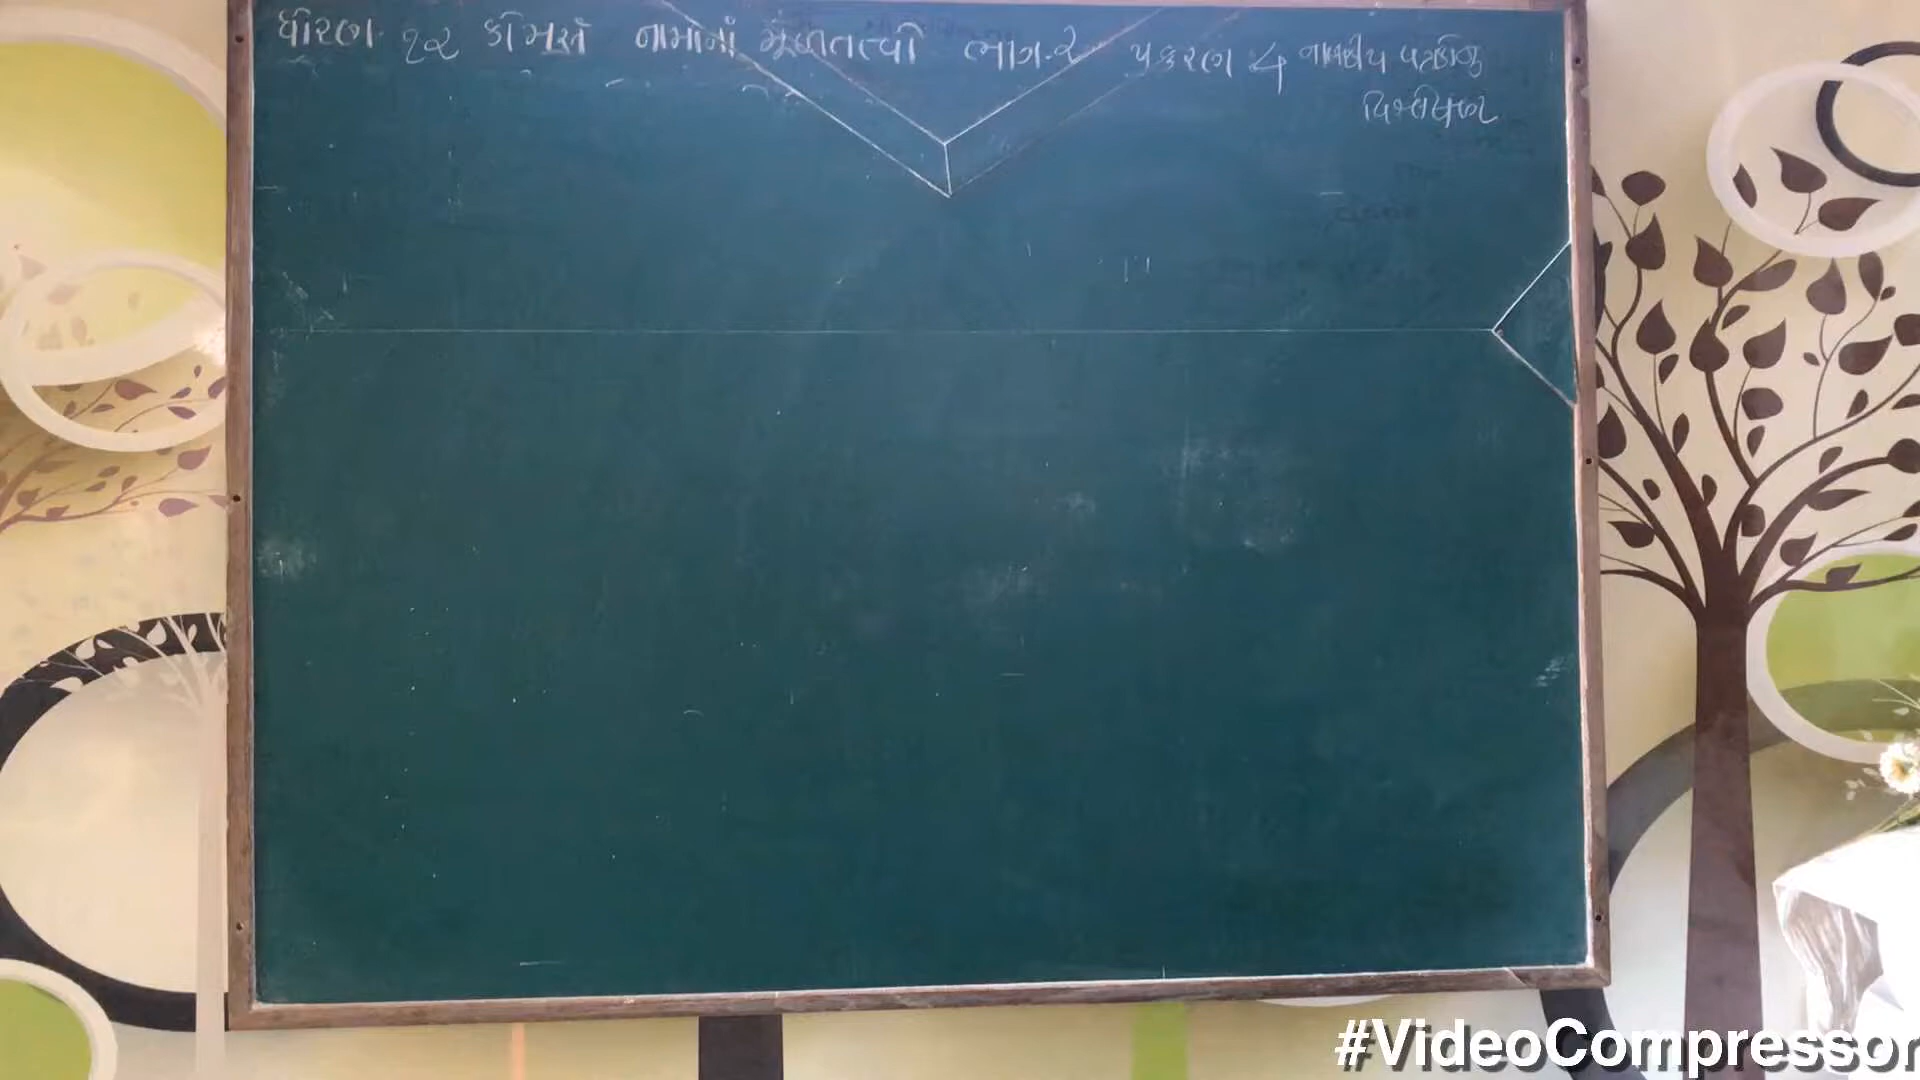 ધોરણ ૧૨ કોમર્સ નામાનાં મૂળતત્વો ભાગ-૨ પ્રકરણ ૪ નાણાકીય પત્રકોનું
વિશ્લેષણ
#VideoCompressor